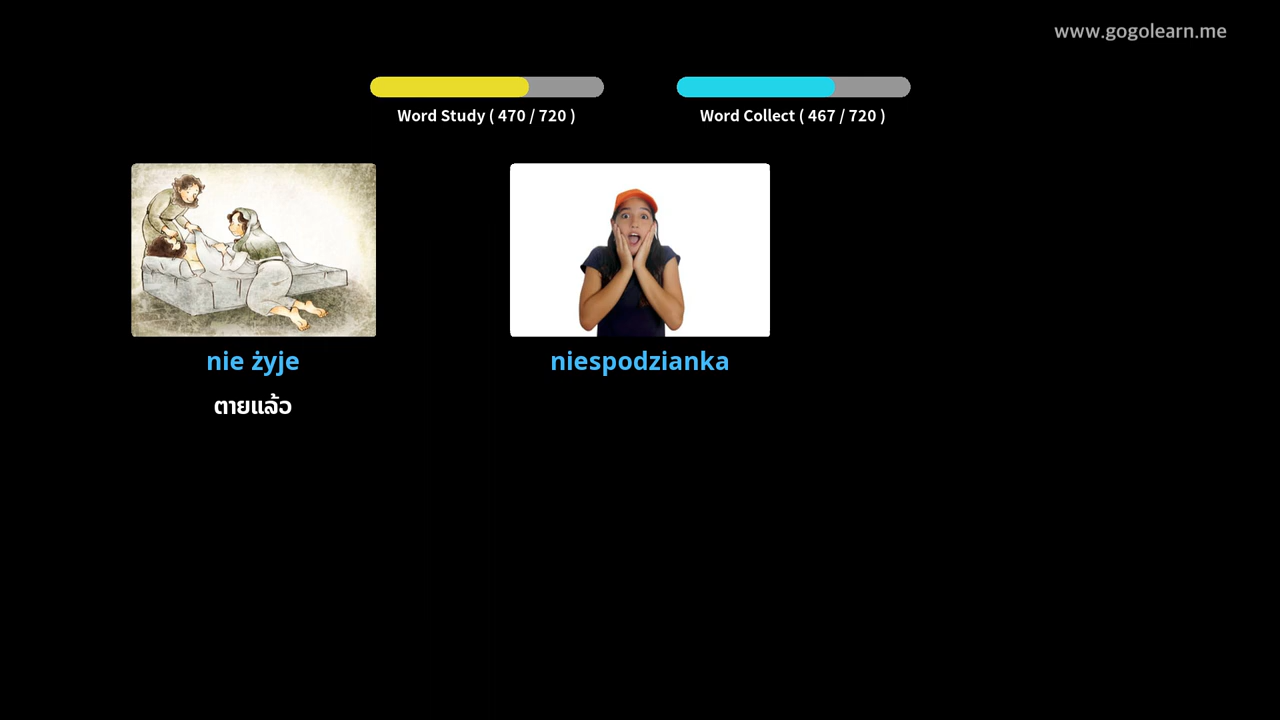 www.gogolearn.me
Word Study ( 470 / 720 )
Word Collect ( 467 / 720 )
nie żyje
niespodzianka
ตายแล้ว